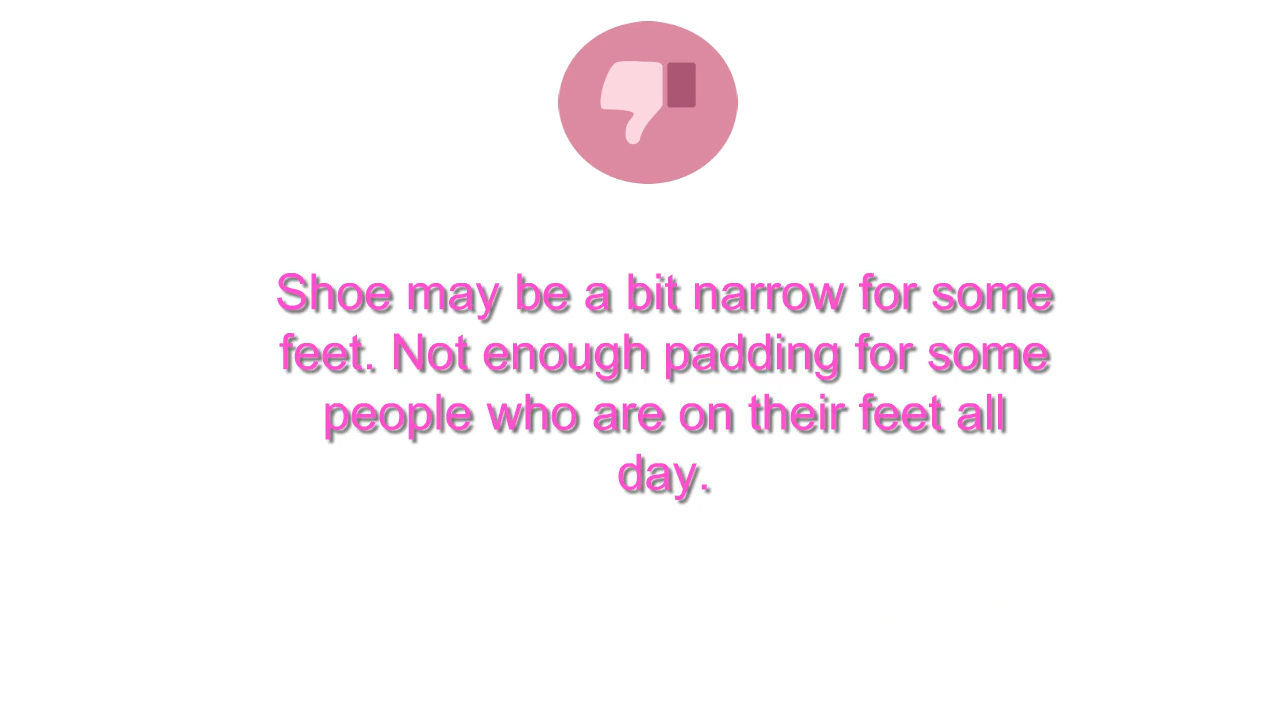 Shoe may be a bit narrow for some
feet. Not enough padding for some
people who are on their feet all
day.